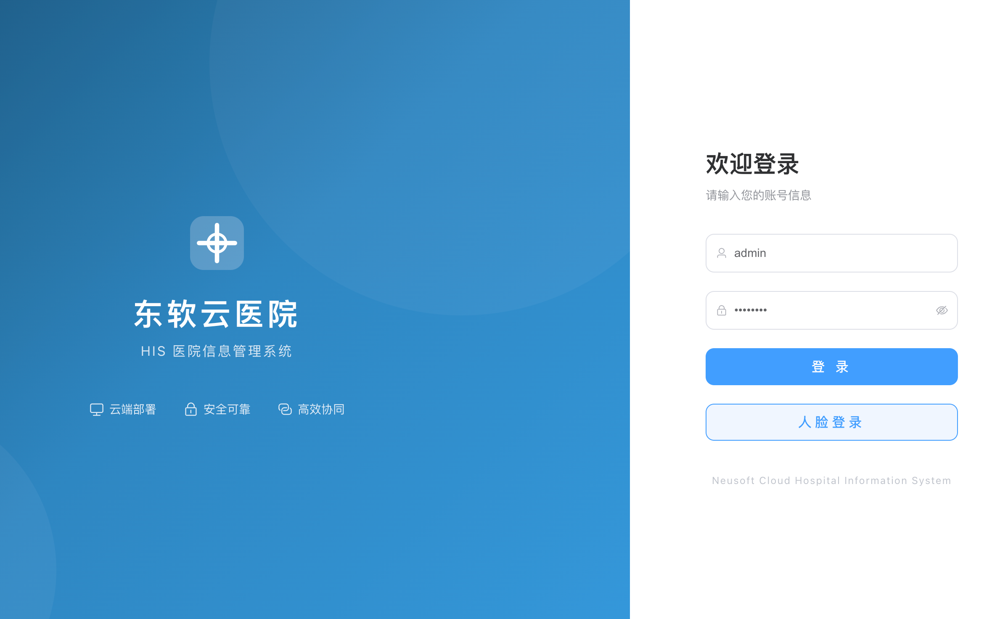 东软云医院
HIS 医院信息管理系统
云端部署 安全可靠 高效协同
欢迎登录
请输入您的账号信息
admin
••••••••
登 录
人脸登录
Neusoft Cloud Hospital Information System